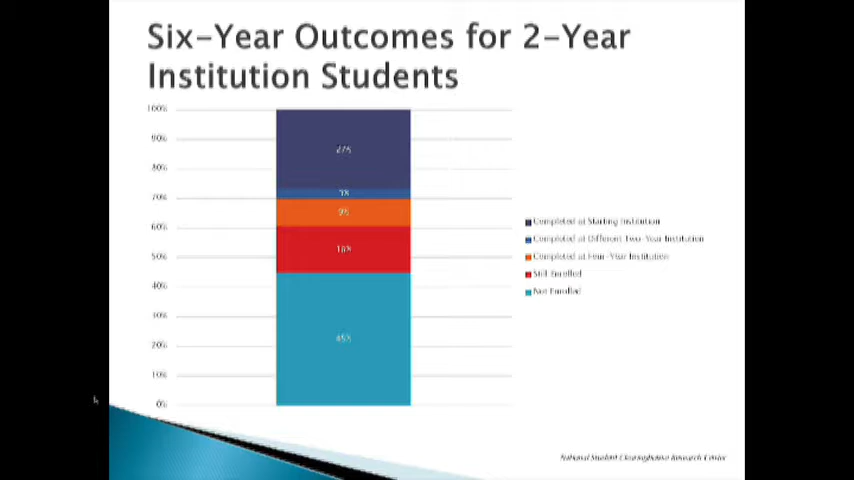 Six-Year Outcomes for 2-Year
Institution Students
100%
90%
80%
70%
60%
50%
40%
30%
20%
10%
0%
27%
3%
9%
16%
45%
Completed at Starting Institution
Completed at Different Two-Year Institution
Completed at Four-Year Institution
Still Enrolled
Not Enrolled
National Student Clearinghouse Research Center